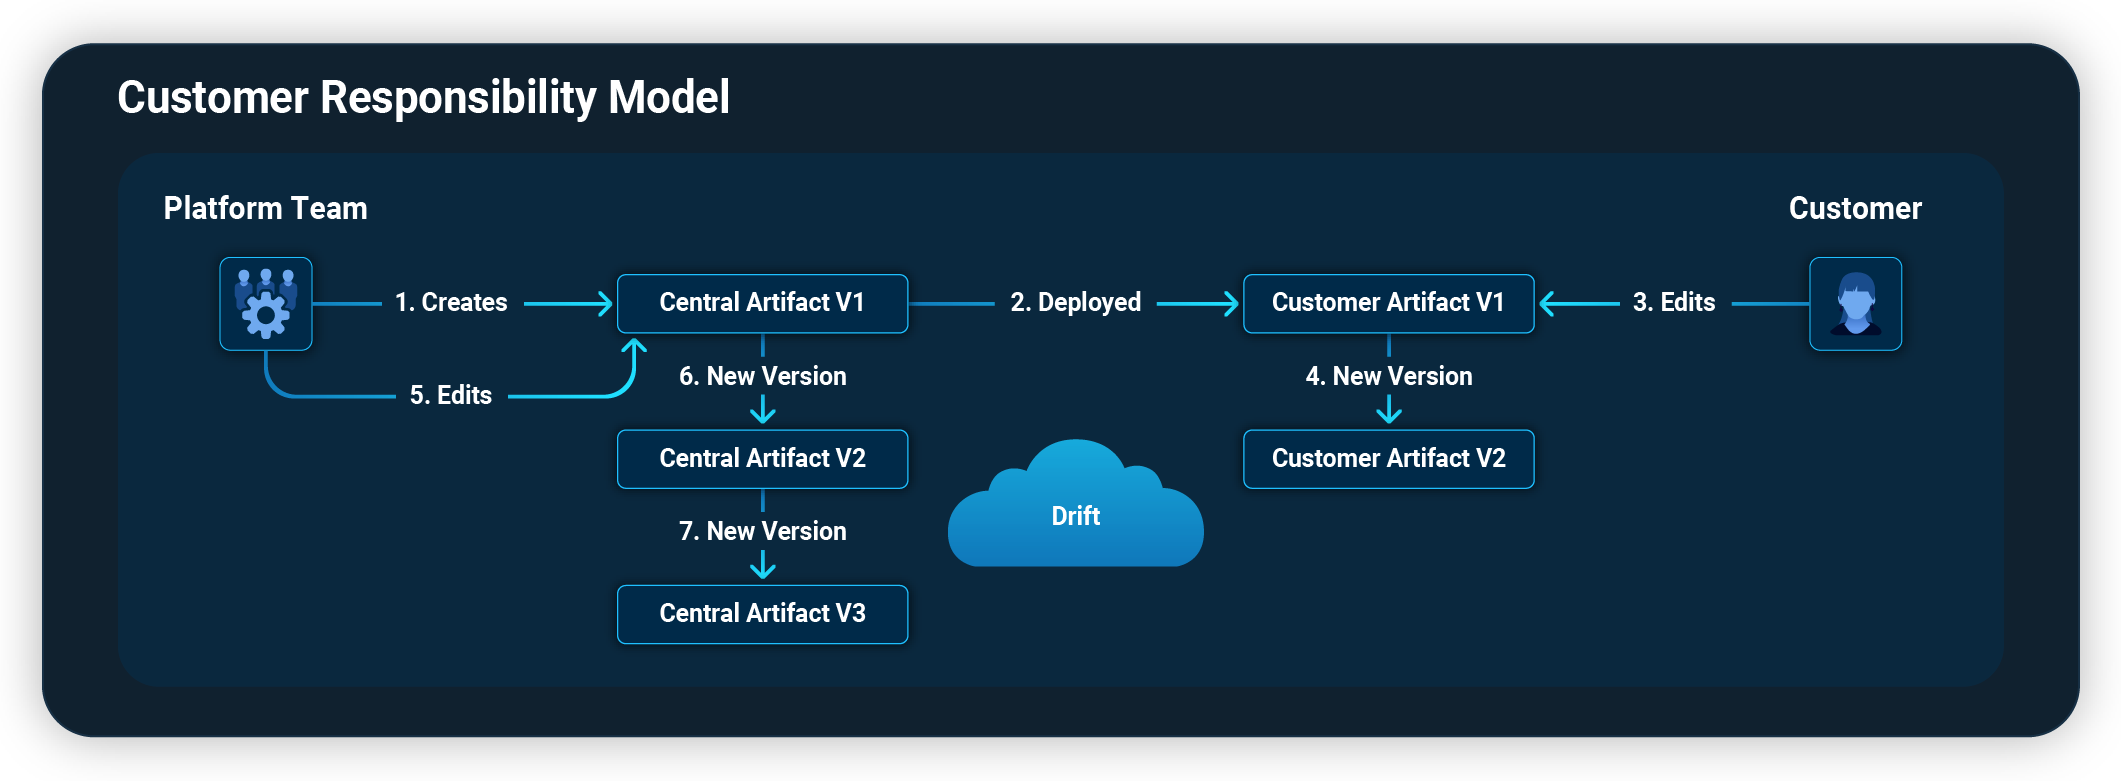 Customer Responsibility Model
Platform Team
Customer
1. Creates
Central Artifact V1
2. Deployed
Customer Artifact V1
3. Edits
5. Edits
6. New Version
4. New Version
Central Artifact V2
Customer Artifact V2
Drift
7. New Version
Central Artifact V3